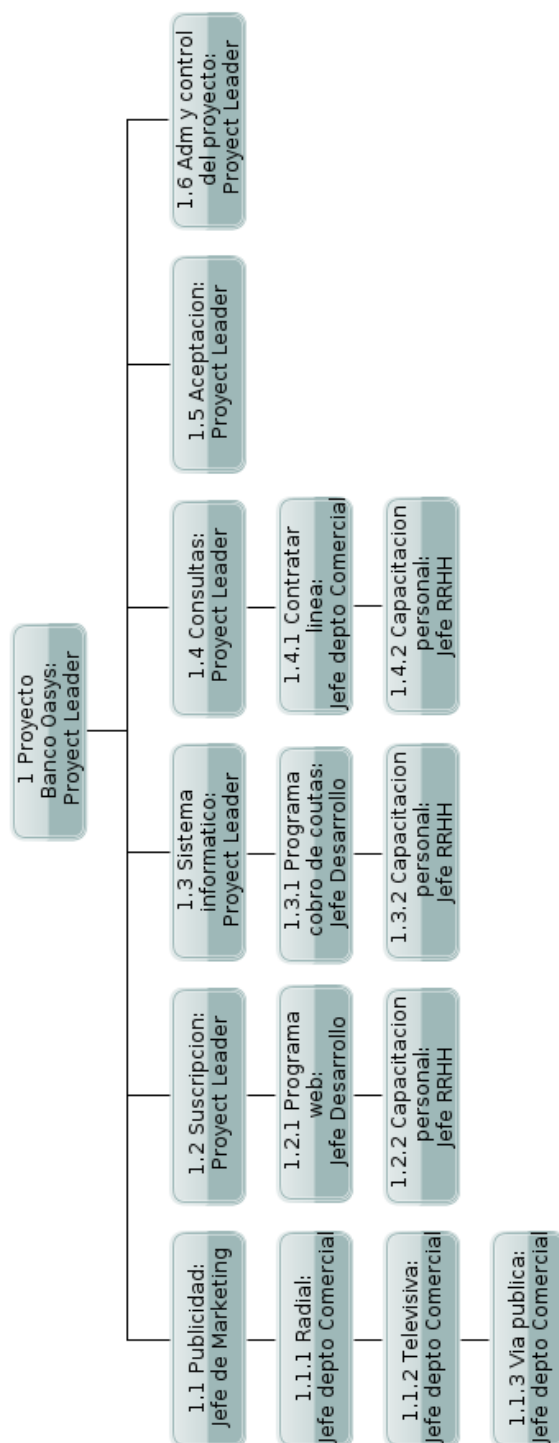 1 Proyecto
Banco Oasys:
Proyect Leader
1.1 Publicidad:
Jefe de Marketing
1.2 Suscripcion:
Proyect Leader
1.3 Sistema
informatico:
Proyect Leader
1.4 Consultas:
Proyect Leader
1.5 Aceptacion:
Proyect Leader
1.6 Adm y control
del proyecto:
Proyect Leader
1.1.1 Radial:
Jefe depto Comercial
1.2.1 Programa
web:
Jefe Desarrollo
1.3.1 Programa
cobro de coutas:
Jefe Desarrollo
1.4.1 Contratar
linea:
Jefe depto Comercial
1.1.2 Televisiva:
Jefe depto Comercial
1.2.2 Capacitacion
personal:
Jefe RRHH
1.3.2 Capacitacion
personal:
Jefe RRHH
1.4.2 Capacitacion
personal:
Jefe RRHH
1.1.3 Via publica:
Jefe depto Comercial